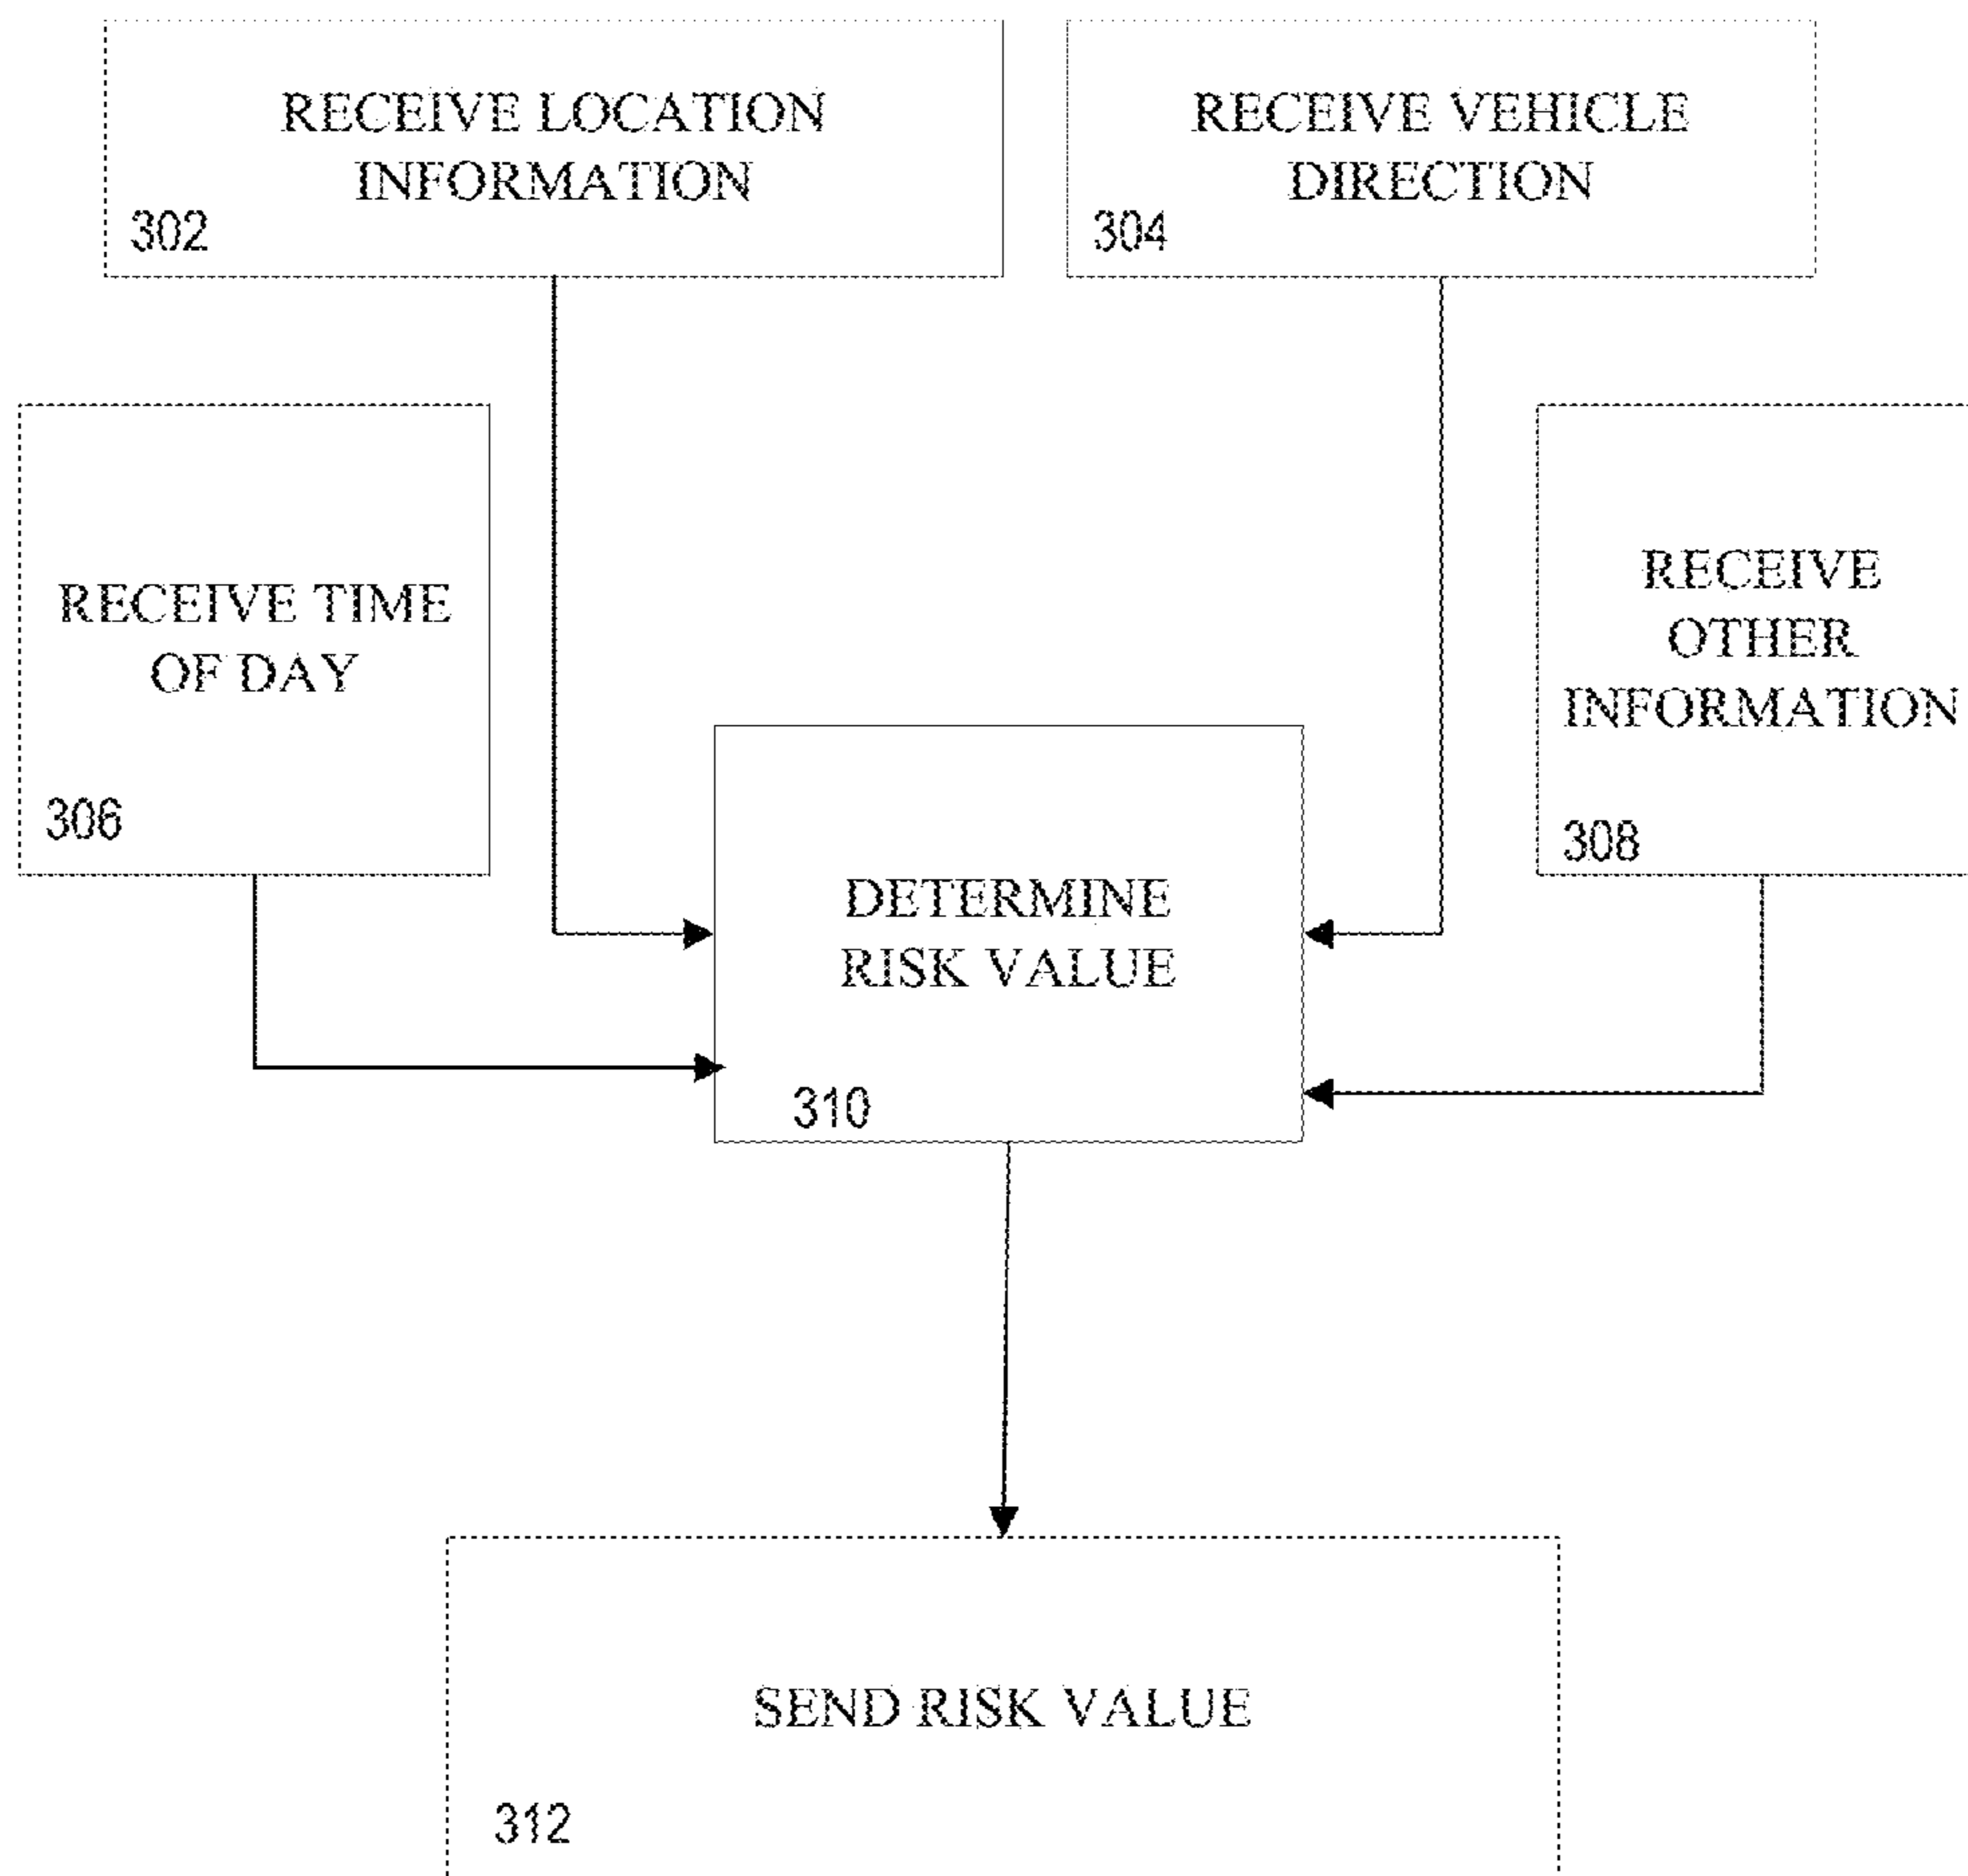 RECEIVE LOCATION
INFORMATION
302
RECEIVE VEHICLE
DIRECTION
304
RECEIVE TIME
OF DAY
306
RECEIVE
OTHER
INFORMATION
308
DETERMINE
RISK VALUE
310
SEND RISK VALUE
312